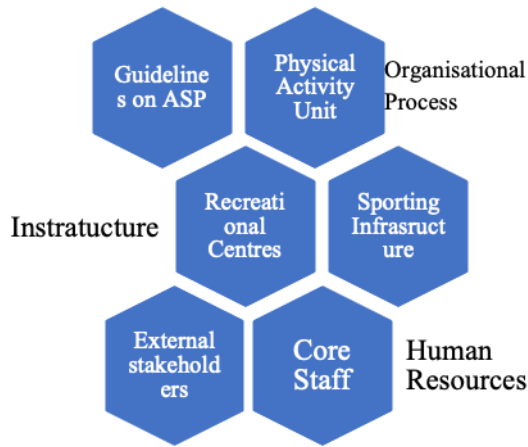 Guideline
s on ASP
Physical
Activity
Unit
Organisational
Process
Instratucture
Recreati
onal
Centres
Sporting
Infrasruct
ure
External
stakehold
ers
Core
Staff
Human
Resources